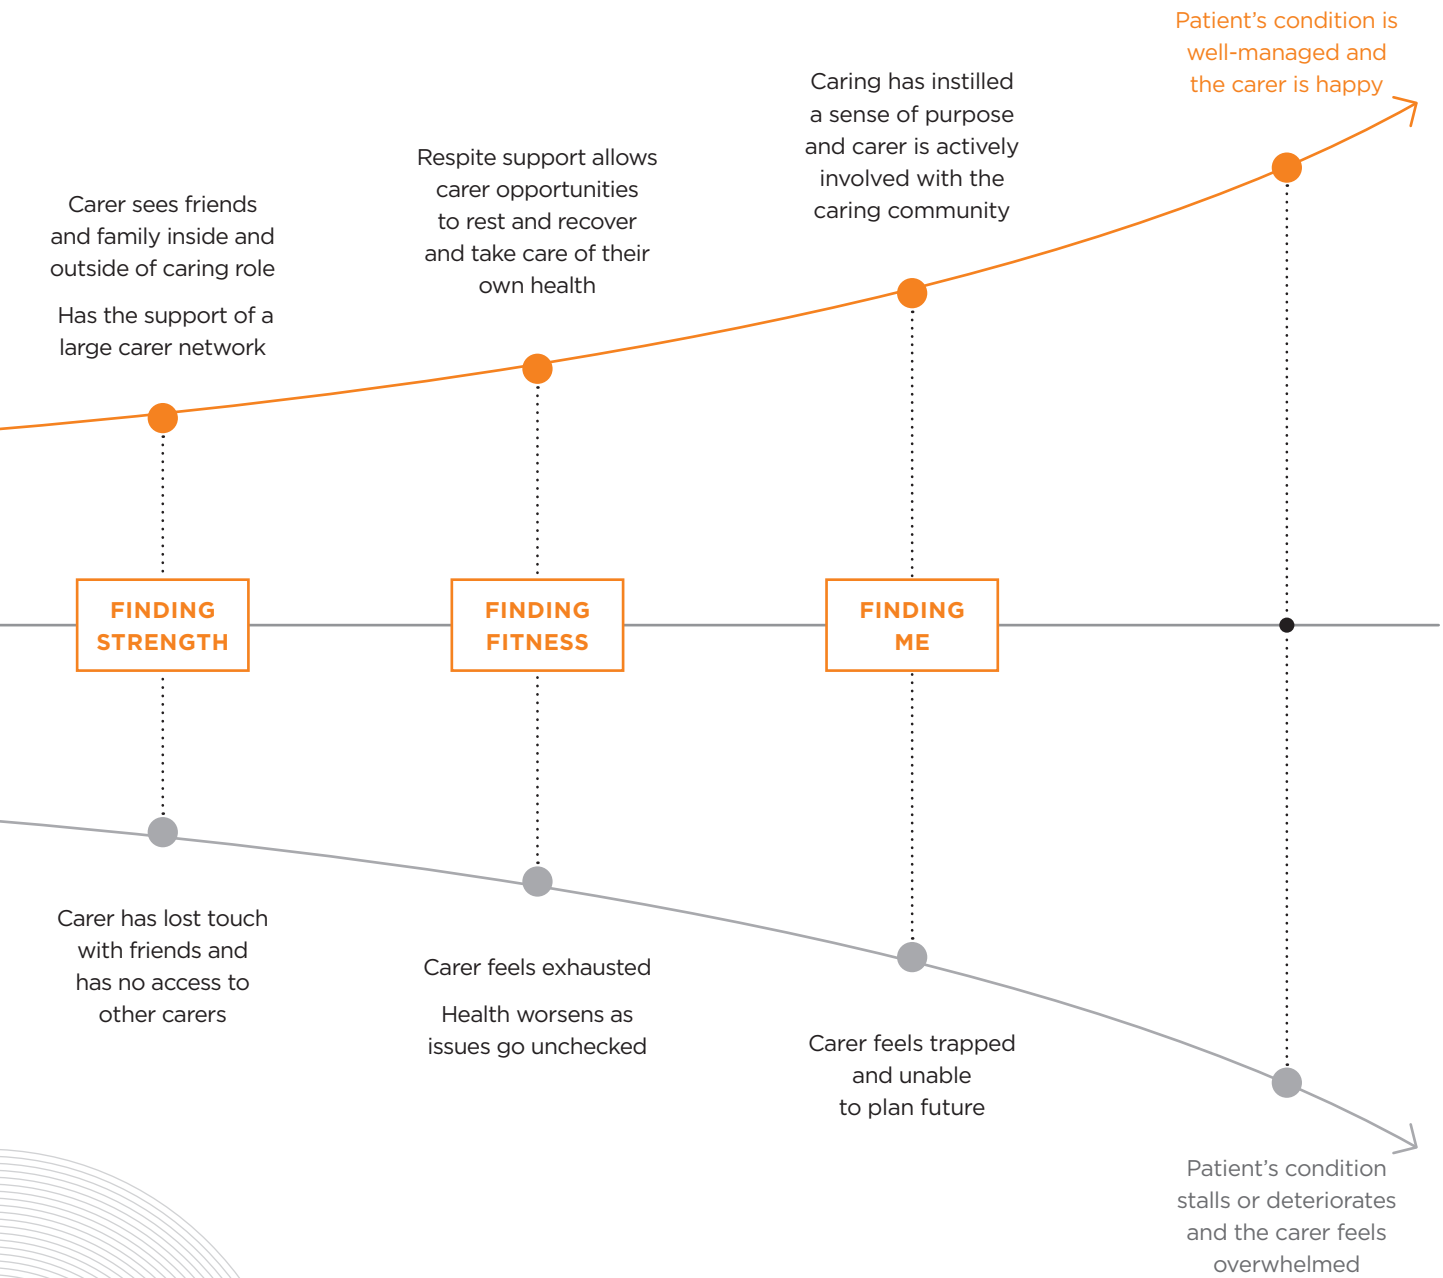 Patient’s condition is
well-managed and
the carer is happy
Caring has instilled
a sense of purpose
and carer is actively
involved with the
caring community
Respite support allows
carer opportunities
to rest and recover
and take care of their
own health
Carer sees friends
and family inside and
outside of caring role
Has the support of a
large carer network
FINDING
STRENGTH
FINDING
FITNESS
FINDING
ME
Carer has lost touch
with friends and
has no access to
other carers
Carer feels exhausted
Health worsens as
issues go unchecked
Carer feels trapped
and unable
to plan future
Patient’s condition
stalls or deteriorates
and the carer feels
overwhelmed